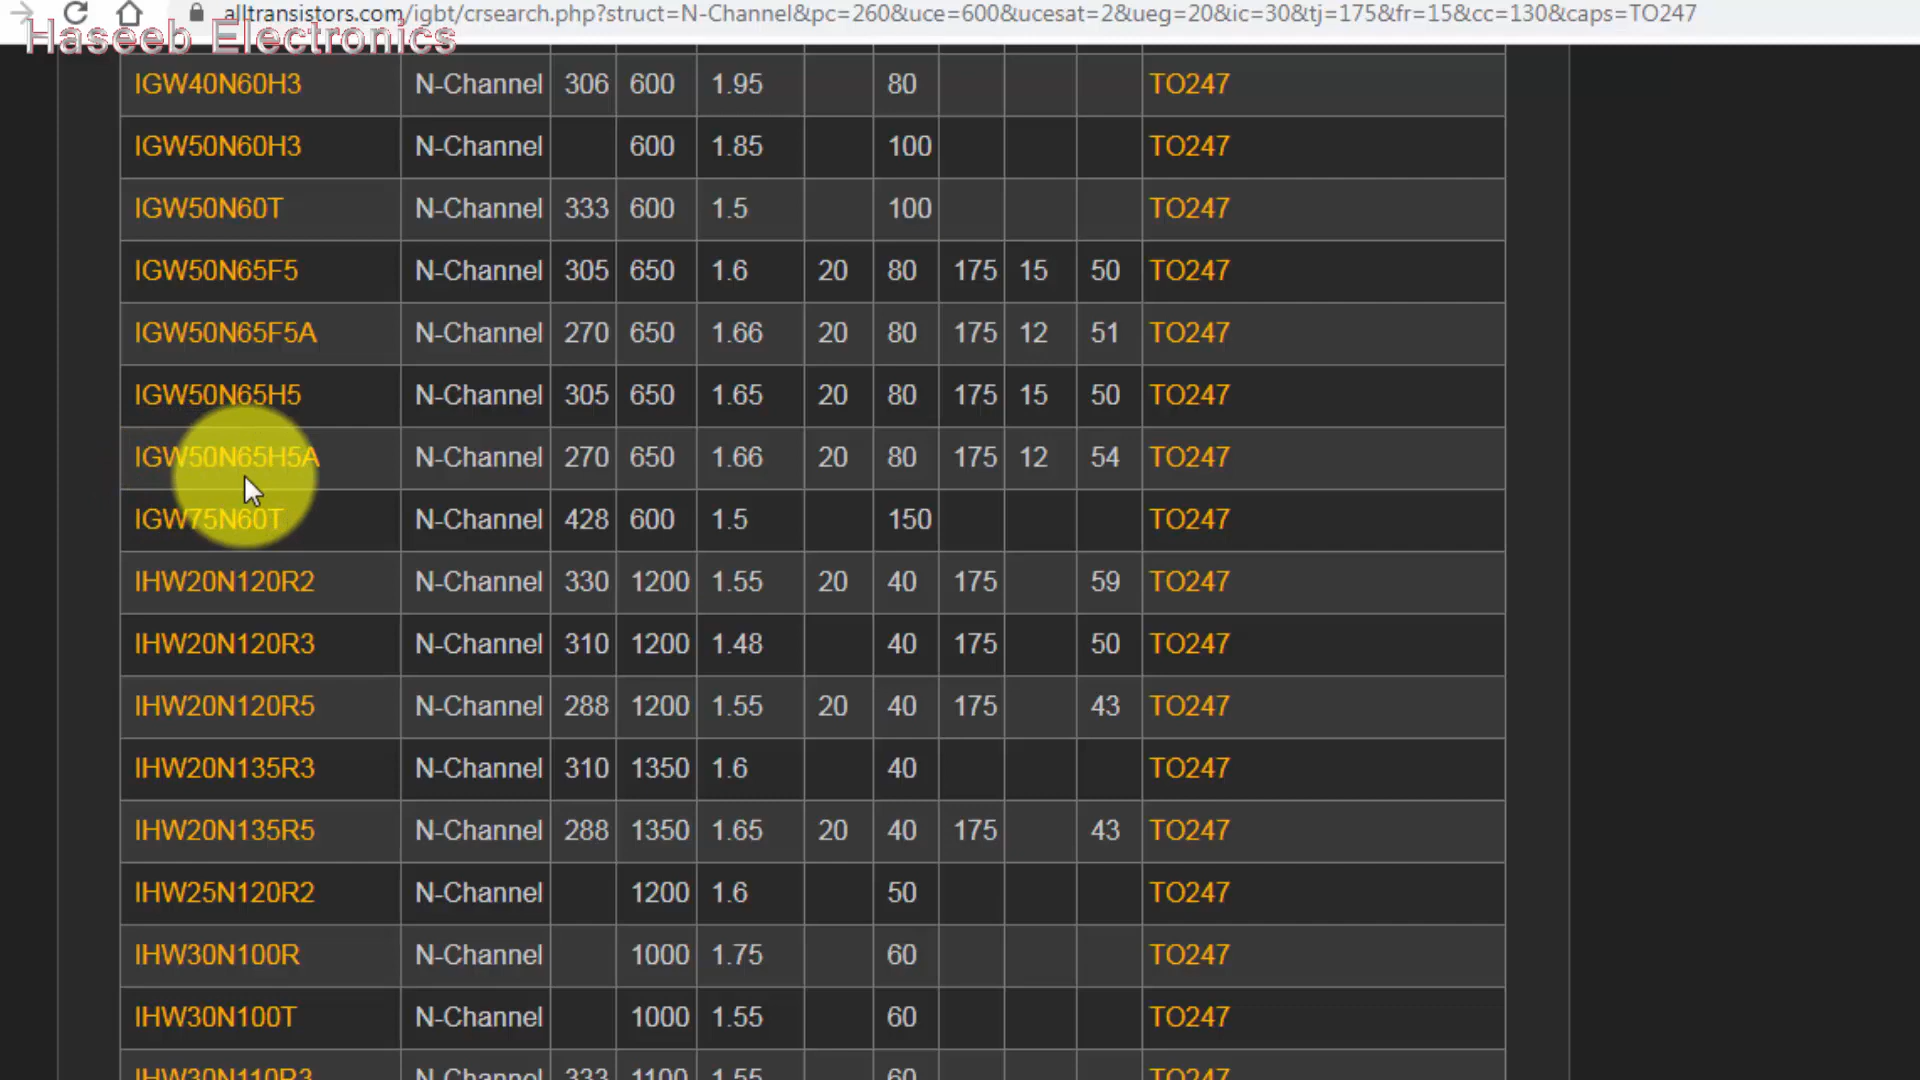 alltransistors.com/igbt/crsearch.php?struct=N-Channel&pc=260&uce=600&ucesat=2&ueg=20&ic=30&tj=175&fr=15&cc=130&caps=TO247
Haseeb Electronics
IGW40N60H3 N-Channel 306 600 1.95 80 TO247
IGW50N60H3 N-Channel 600 1.85 100 TO247
IGW50N60T N-Channel 333 600 1.5 100 TO247
IGW50N65F5 N-Channel 305 650 1.6 20 80 175 15 50 TO247
IGW50N65F5A N-Channel 270 650 1.66 20 80 175 12 51 TO247
IGW50N65H5 N-Channel 305 650 1.65 20 80 175 15 50 TO247
IGW50N65H5A N-Channel 270 650 1.66 20 80 175 12 54 TO247
IGW75N60T N-Channel 428 600 1.5 150 TO247
IHW20N120R2 N-Channel 330 1200 1.55 20 40 175 59 TO247
IHW20N120R3 N-Channel 310 1200 1.48 40 175 50 TO247
IHW20N120R5 N-Channel 288 1200 1.55 20 40 175 43 TO247
IHW20N135R3 N-Channel 310 1350 1.6 40 TO247
IHW20N135R5 N-Channel 288 1350 1.65 20 40 175 43 TO247
IHW25N120R2 N-Channel 1200 1.6 50 TO247
IHW30N100R N-Channel 1000 1.75 60 TO247
IHW30N100T N-Channel 1000 1.55 60 TO247
IHW30N110R3 N-Channel 333 1100 1.55 60 TO247